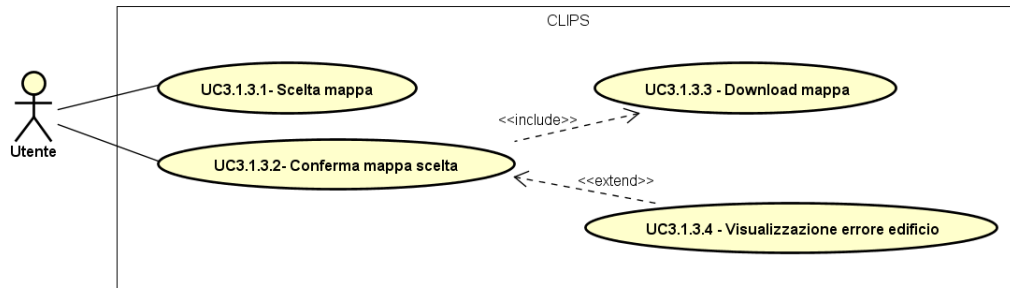 CLIPS
UC3.1.3.1- Scelta mappa
UC3.1.3.3 - Download mappa
<<include>>
Utente
UC3.1.3.2- Conferma mappa scelta
<<extend>>
UC3.1.3.4 - Visualizzazione errore edificio